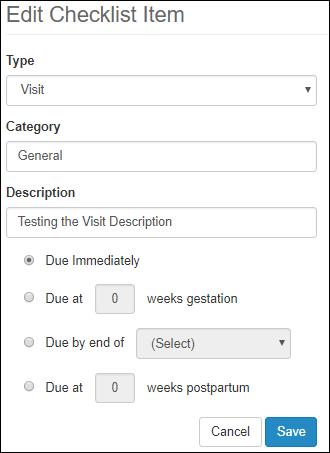 Edit Checklist Item
Type
Visit
Category
General
Description
Testing the Visit Description
Due Immediately
Due at 0 weeks gestation
Due by end of (Select)
Due at 0 weeks postpartum
Cancel Save